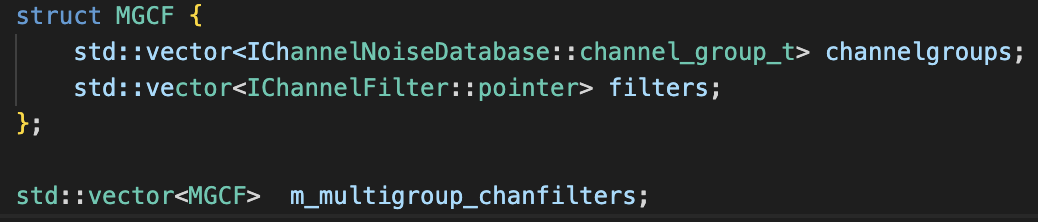 struct MGCF {
    std::vector<IChannelNoiseDatabase::channel_group_t> channelgroups;
    std::vector<IChannelFilter::pointer> filters;
};
std::vector<MGCF>  m_multigroup_chanfilters;